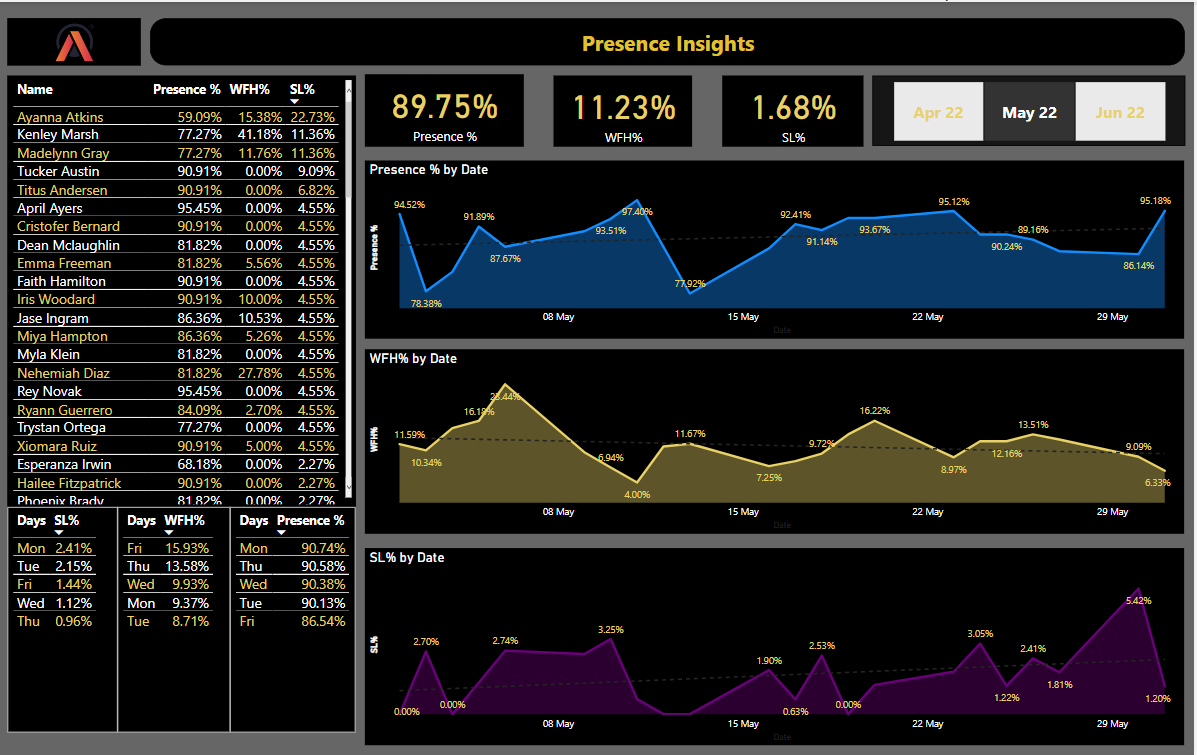 Presence Insights
Name Presence % WFH% SL%
Ayanna Atkins 59.09% 15.38% 22.73%
Kenley Marsh 77.27% 41.18% 11.36%
Madelynn Gray 77.27% 11.76% 11.36%
Tucker Austin 90.91% 0.00% 9.09%
Titus Andersen 90.91% 0.00% 6.82%
April Ayers 95.45% 0.00% 4.55%
Cristofer Bernard 90.91% 0.00% 4.55%
Dean Mclaughlin 81.82% 0.00% 4.55%
Emma Freeman 81.82% 5.56% 4.55%
Faith Hamilton 90.91% 0.00% 4.55%
Iris Woodard 90.91% 10.00% 4.55%
Jase Ingram 86.36% 10.53% 4.55%
Miya Hampton 86.36% 5.26% 4.55%
Myla Klein 81.82% 0.00% 4.55%
Nehemiah Diaz 81.82% 27.78% 4.55%
Rey Novak 95.45% 0.00% 4.55%
Ryann Guerrero 84.09% 2.70% 4.55%
Trystan Ortega 77.27% 0.00% 4.55%
Xiomara Ruiz 90.91% 5.00% 4.55%
Esperanza Irwin 68.18% 0.00% 2.27%
Hailee Fitzpatrick 90.91% 0.00% 2.27%
Phoenix Brady 81.82% 0.00% 2.27%
Days SL%
Mon 2.41%
Tue 2.15%
Fri 1.44%
Wed 1.12%
Thu 0.96%
Days WFH%
Fri 15.93%
Thu 13.58%
Wed 9.93%
Mon 9.37%
Tue 8.71%
Days Presence %
Mon 90.74%
Thu 90.58%
Wed 90.38%
Tue 90.13%
Fri 86.54%
89.75%
Presence %
11.23%
WFH%
1.68%
SL%
Apr 22 May 22 Jun 22
Presence % by Date
Presence %
94.52% 78.38% 91.89% 87.67% 93.51% 97.40% 77.92% 92.41% 91.14% 93.67% 95.12% 90.24% 89.16% 86.14% 95.18%
08 May 15 May 22 May 29 May
Date
WFH% by Date
WFH%
11.59% 10.34% 16.18% 23.44% 6.94% 4.00% 11.67% 7.25% 9.72% 16.22% 8.97% 12.16% 13.51% 9.09% 6.33%
08 May 15 May 22 May 29 May
Date
SL% by Date
SL%
0.00% 2.70% 0.00% 2.74% 3.25% 1.90% 0.63% 2.53% 0.00% 3.05% 1.22% 2.41% 1.81% 5.42% 1.20%
08 May 15 May 22 May 29 May
Date